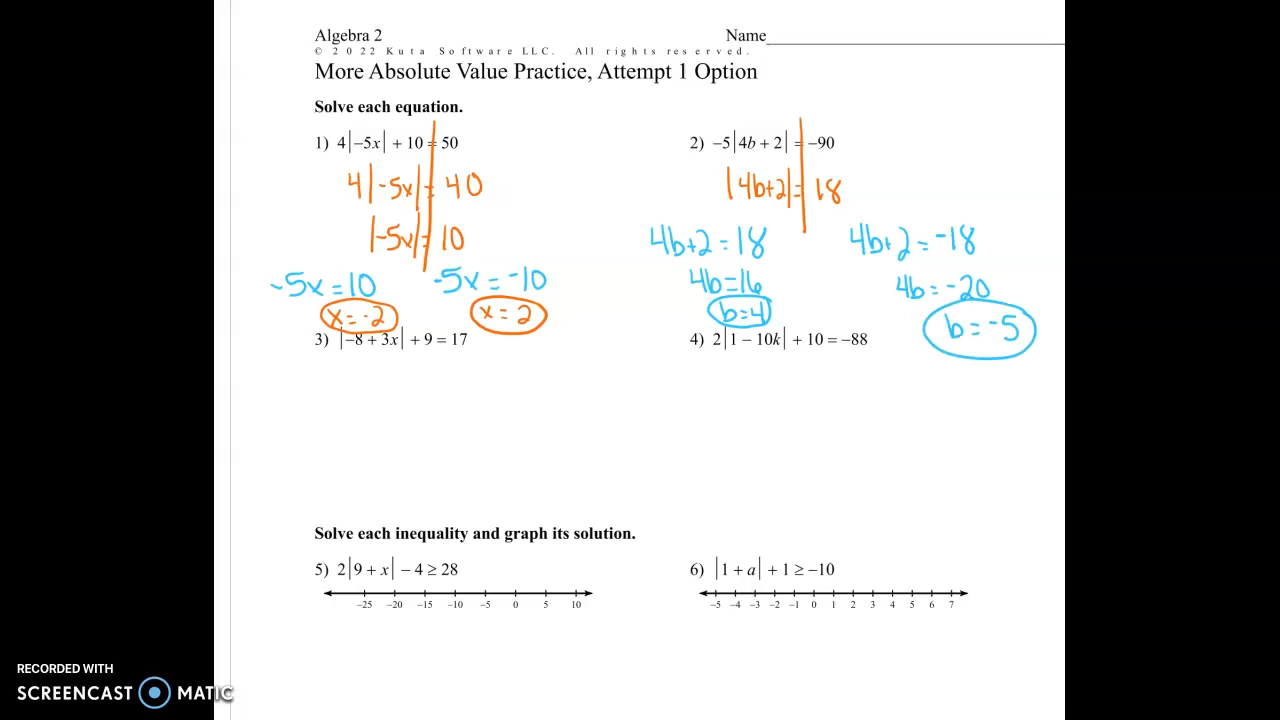 Algebra 2 Name
© 2022 Kuta Software LLC. All rights reserved.
More Absolute Value Practice, Attempt 1 Option
Solve each equation.
1) 4|−5x| + 10 = 50
4|-5x| = 40
|-5x| = 10
-5x = 10
x = -2
-5x = -10
x = 2
2) −5|4b + 2| = −90
|4b+2| = 18
4b+2 = 18
4b = 16
b = 4
4b+2 = -18
4b = -20
b = -5
3) |−8 + 3x| + 9 = 17
4) 2|1 − 10k| + 10 = −88
Solve each inequality and graph its solution.
5) 2|9 + x| − 4 ≥ 28
−25 −20 −15 −10 −5 0 5 10
6) |1 + a| + 1 ≥ −10
−5 −4 −3 −2 −1 0 1 2 3 4 5 6 7
RECORDED WITH
SCREENCAST MATIC